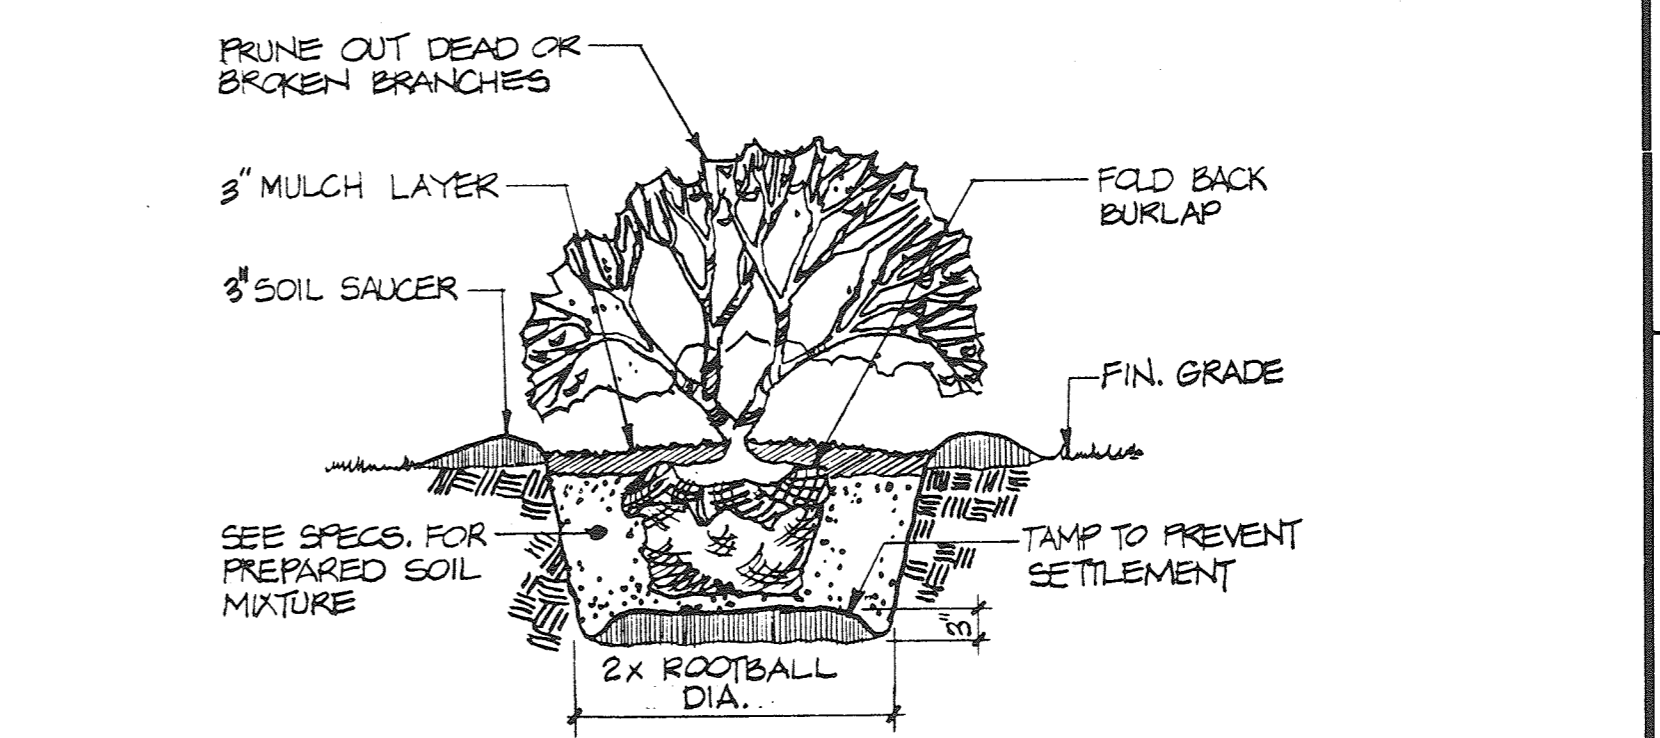 PRUNE OUT DEAD OR
BROKEN BRANCHES
3" MULCH LAYER
3" SOIL SAUCER
SEE SPECS. FOR
PREPARED SOIL
MIXTURE
FOLD BACK
BURLAP
FIN. GRADE
TAMP TO PREVENT
SETTLEMENT
3"
2x ROOTBALL
DIA.